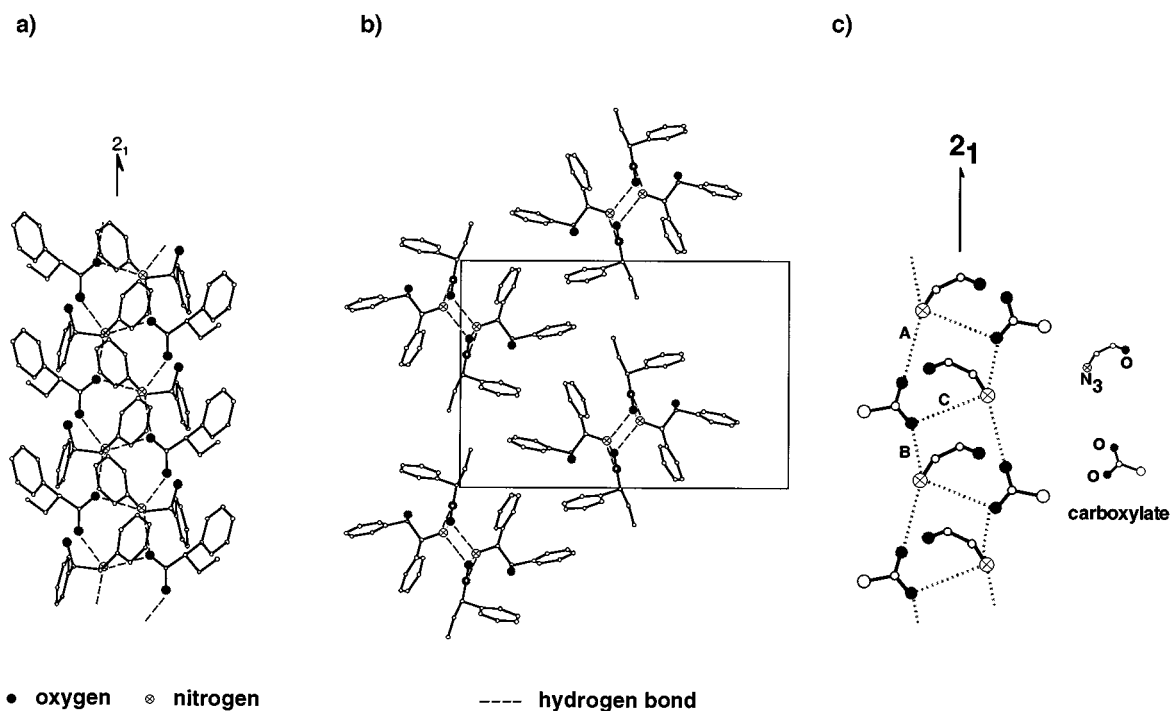 a)
b)
c)
2₁
2₁
A
C
B
N₃
O
O
O
carboxylate
oxygen
nitrogen
hydrogen bond